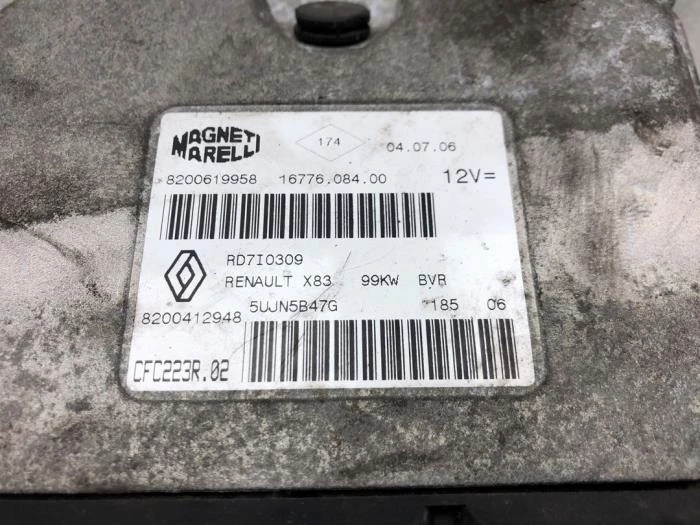 MAGNETI MARELLI
174
04.07.06
8200619958 16776.084.00 12V=
RD7I0309
RENAULT X83 99KW BVR
5UJN5B47G 185 06
8200412948
CFC223R.02